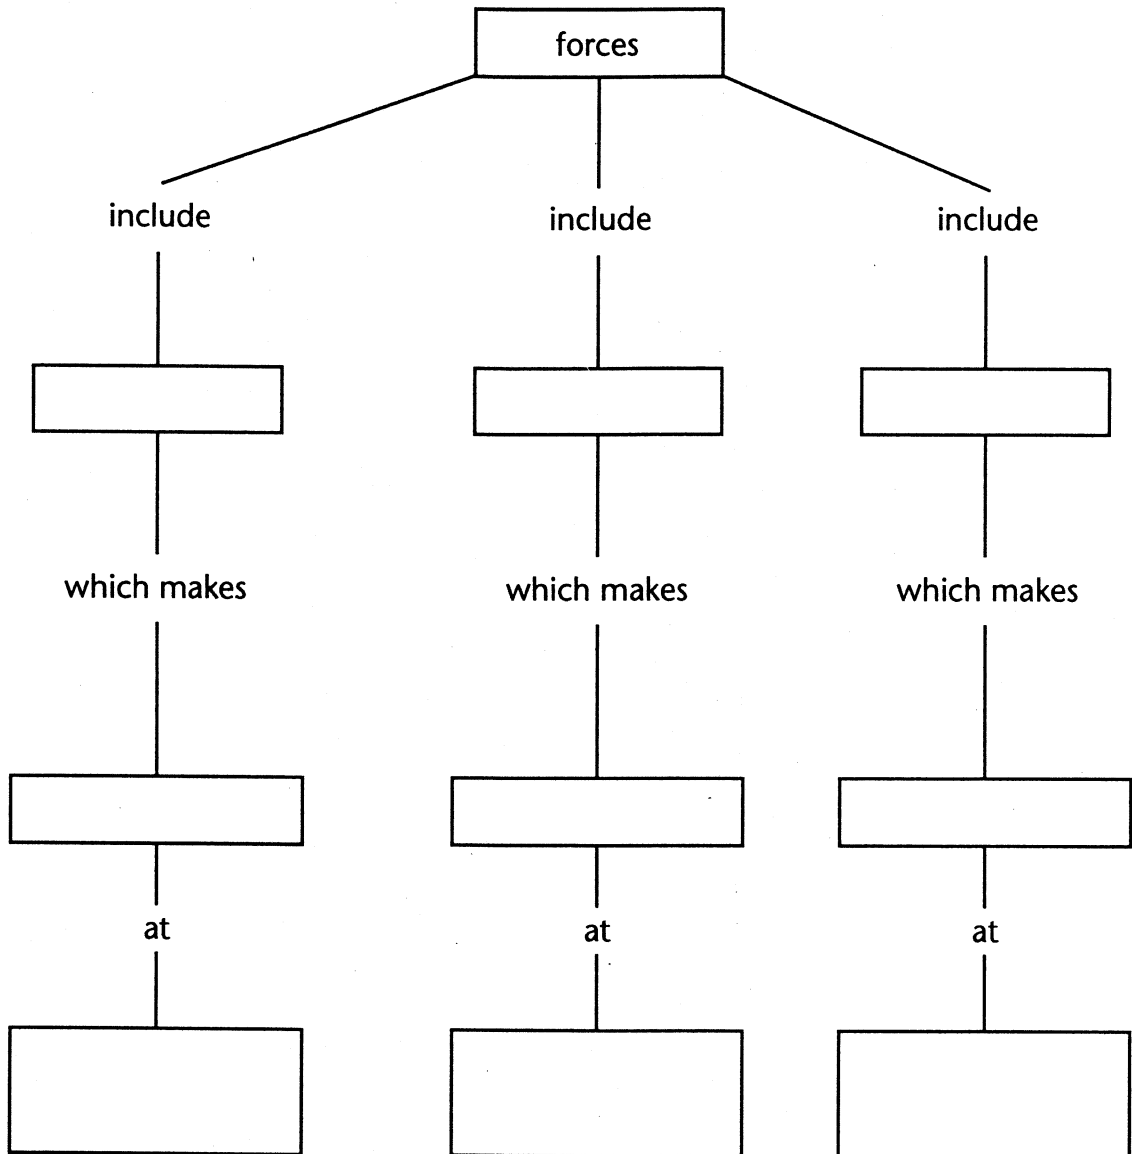 forces
include include include
which makes which makes which makes
at at at